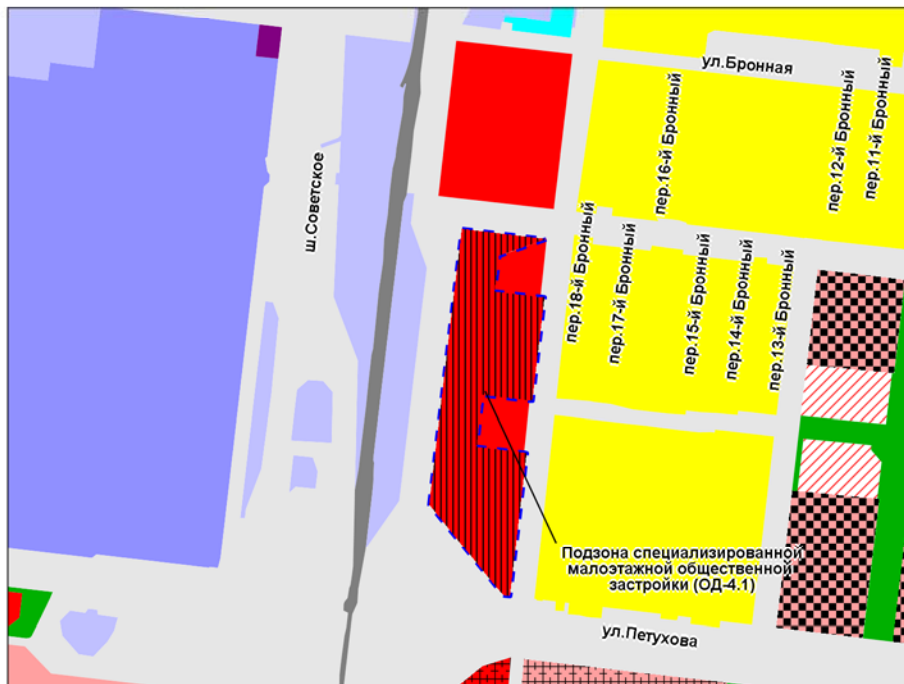 ул.Бронная
ш.Советское
пер.16-й Бронный
пер.12-й Бронный
пер.11-й Бронный
пер.18-й Бронный
пер.17-й Бронный
пер.15-й Бронный
пер.14-й Бронный
пер.13-й Бронный
Подзона специализированной
малоэтажной общественной
застройки (ОД-4.1)
ул.Петухова